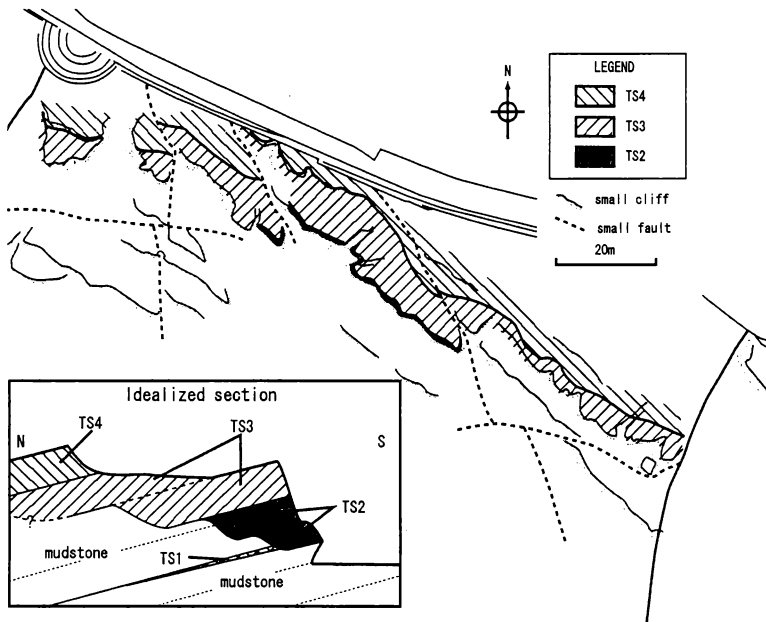 N
LEGEND
TS4
TS3
TS2
small cliff
small fault
20m
Idealized section
N
TS4
TS3
S
TS2
mudstone
TS1
mudstone